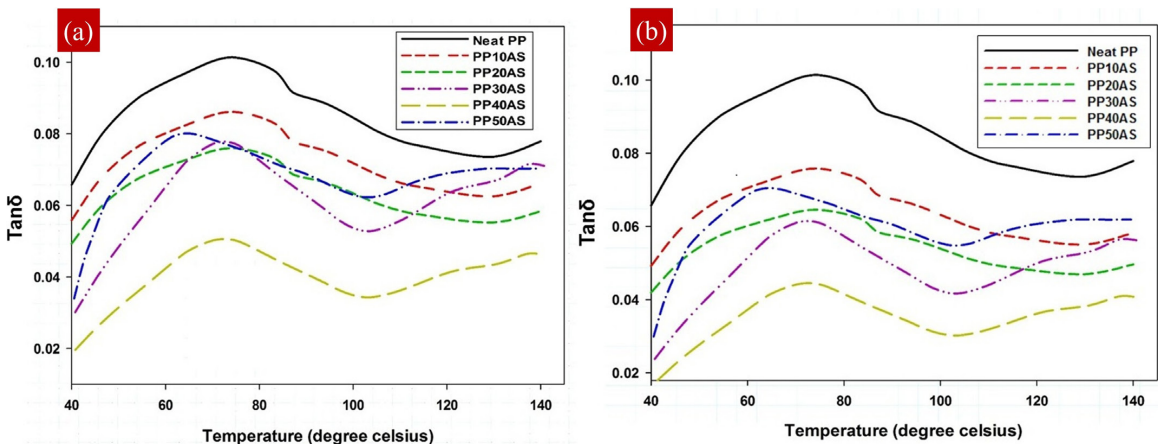 (a)
Neat PP
PP10AS
PP20AS
PP30AS
PP40AS
PP50AS
0.10
0.08
0.06
0.04
0.02
Tanδ
40
60
80
100
120
140
Temperature (degree celsius)
(b)
Neat PP
PP10AS
PP20AS
PP30AS
PP40AS
PP50AS
0.10
0.08
0.06
0.04
0.02
Tanδ
40
60
80
100
120
140
Temperature (degree celsius)